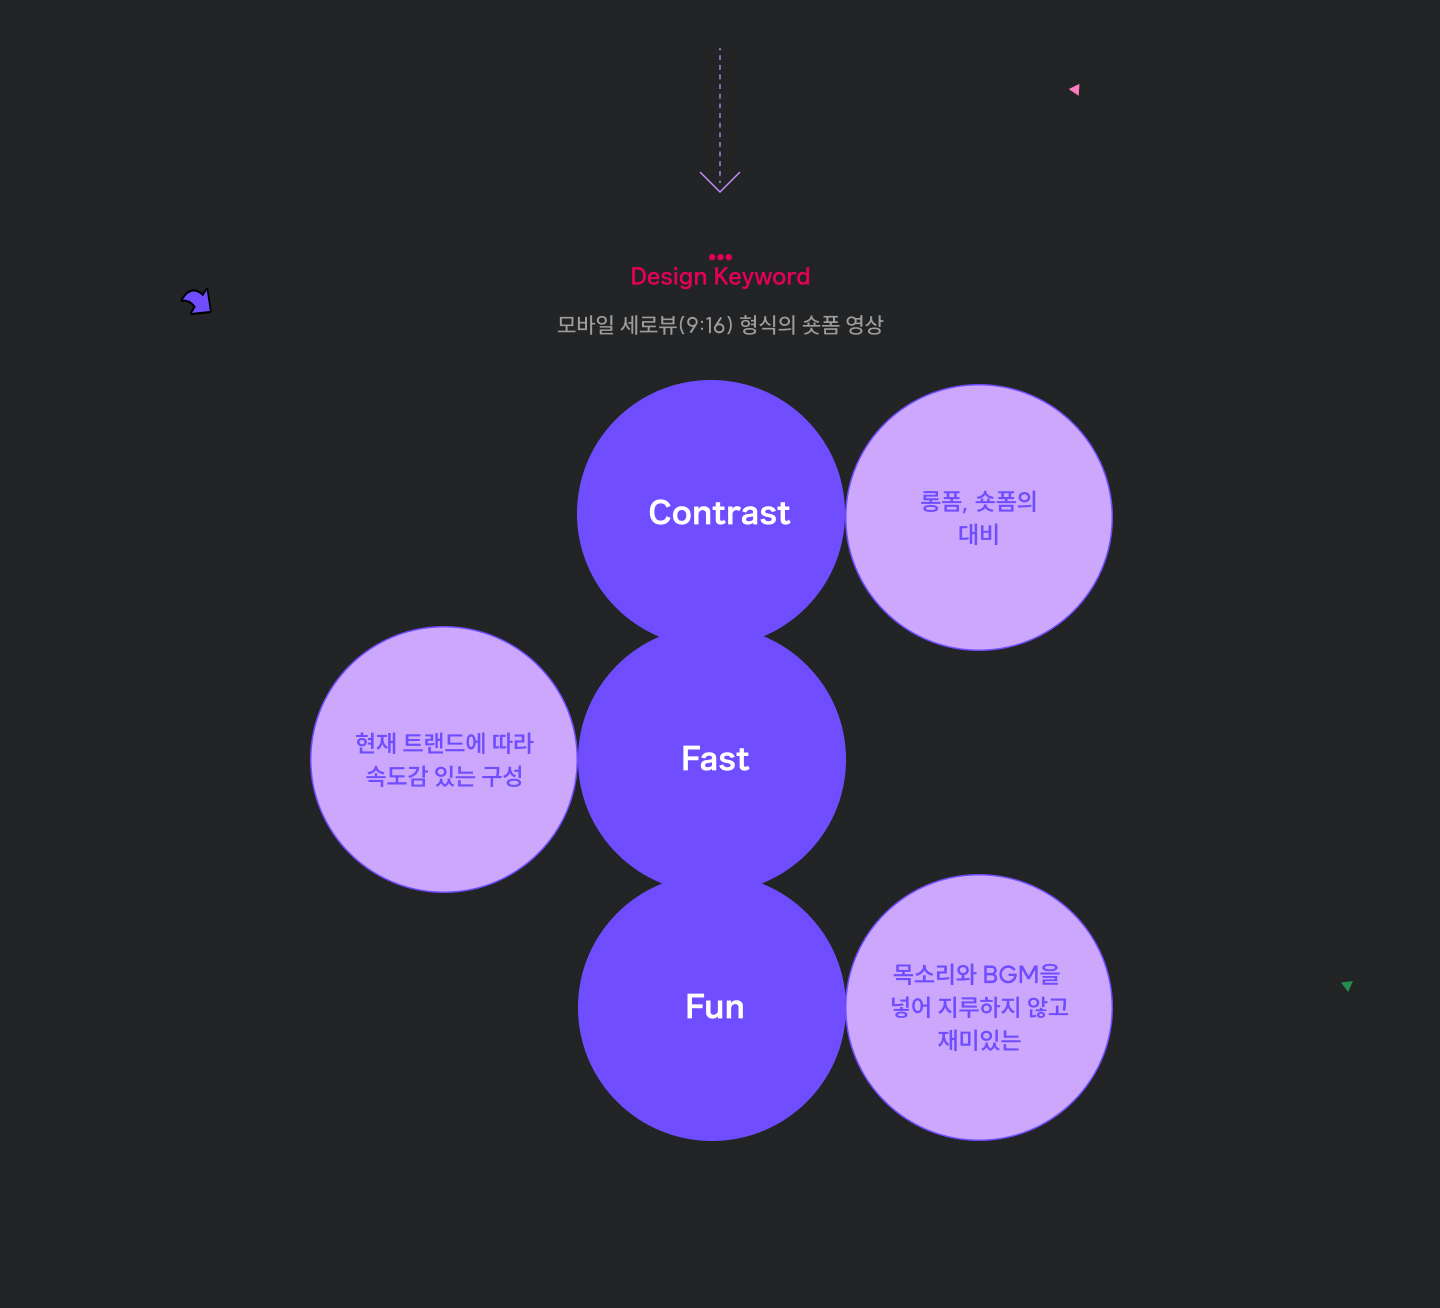 Design Keyword
모바일 세로뷰(9:16) 형식의 숏폼 영상
Contrast
롱폼, 숏폼의
대비
현재 트랜드에 따라
속도감 있는 구성
Fast
Fun
목소리와 BGM을
넣어 지루하지 않고
재미있는